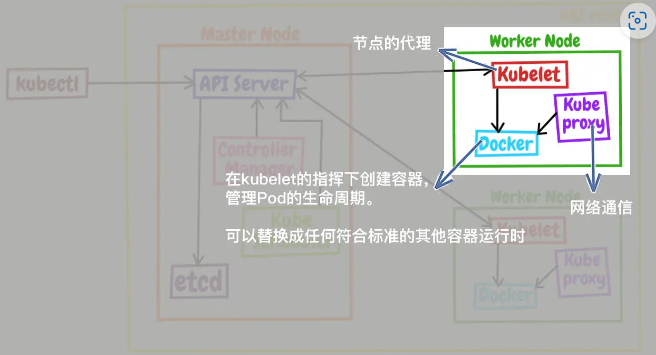 Master Node
kubectl
API Server
Controller
Manager
Kube
etcd
节点的代理
Worker Node
Kubelet
Kube
proxy
Docker
在kubelet的指挥下创建容器，
管理Pod的生命周期。
可以替换成任何符合标准的其他容器运行时
网络通信
Worker Node
Kubelet
Kube
proxy
Docker